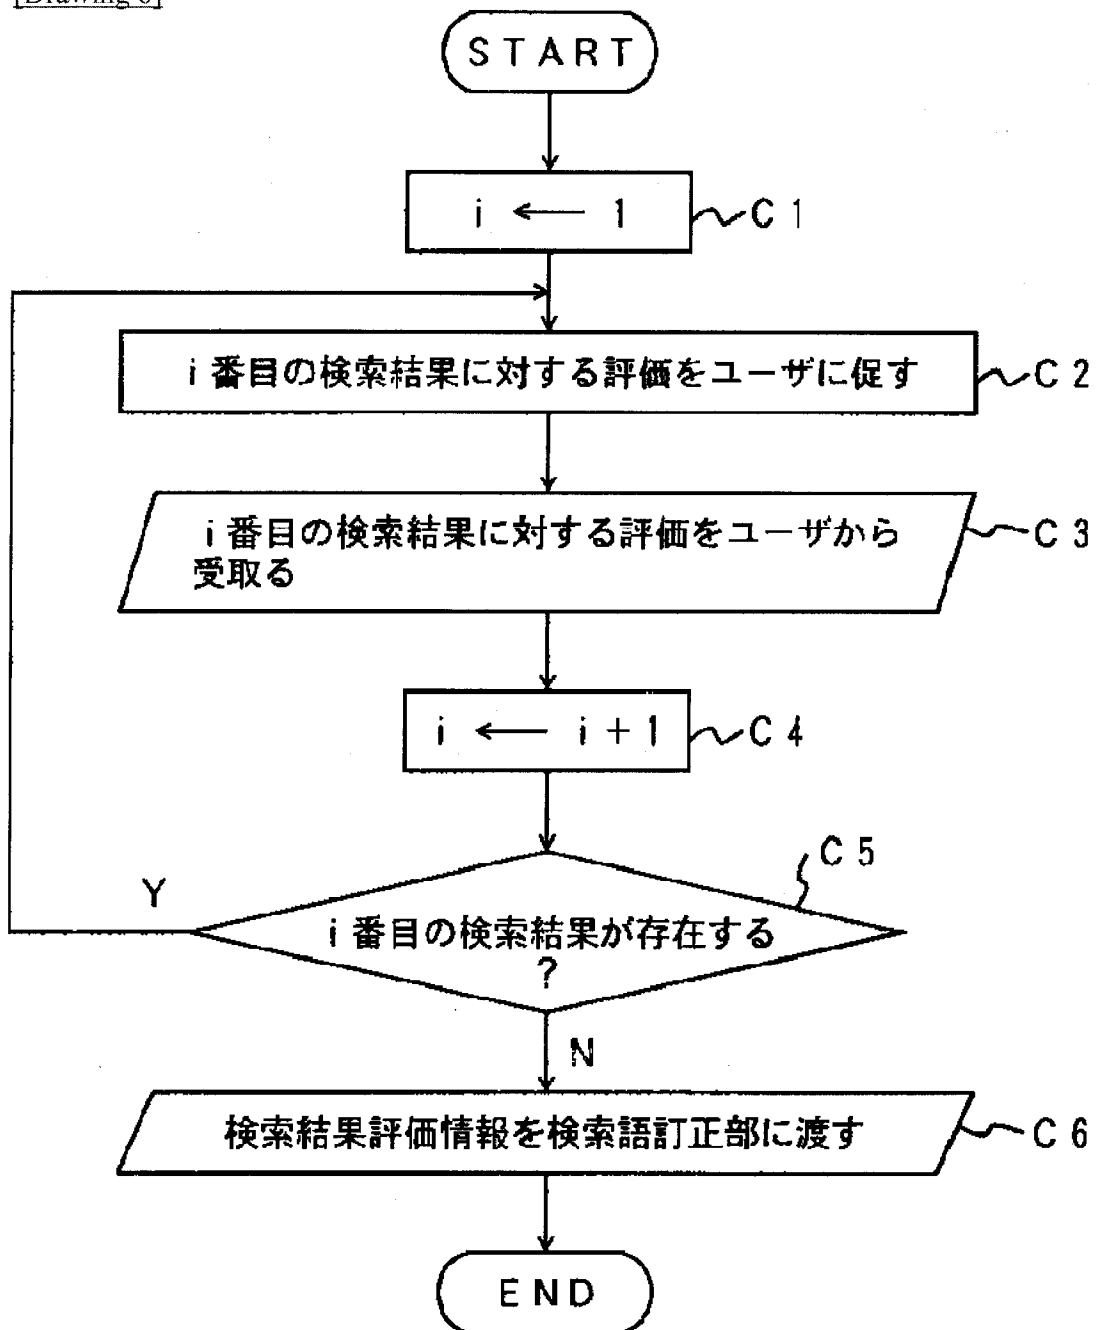 START
i ← 1
C1
i番目の検索結果に対する評価をユーザに促す
C2
i番目の検索結果に対する評価をユーザから
受取る
C3
i ← i+1
C4
C5
Y
i番目の検索結果が存在する
?
N
検索結果評価情報を検索語訂正部に渡す
C6
END